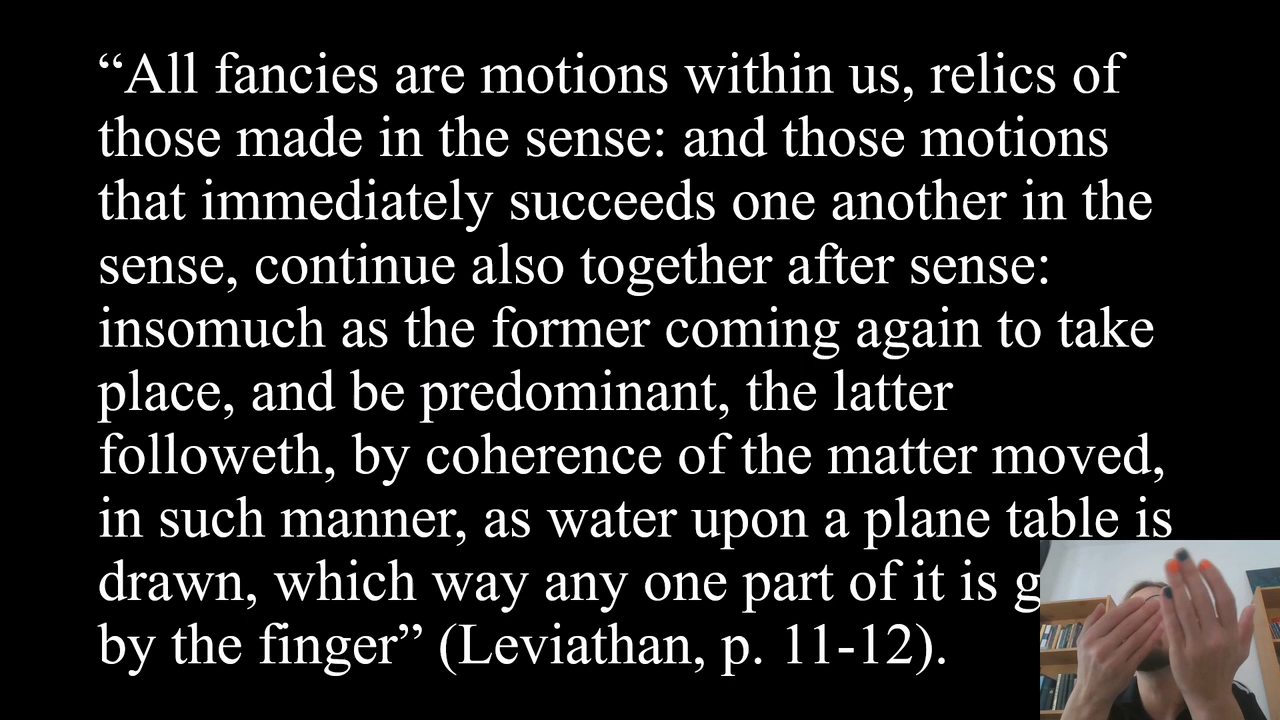 “All fancies are motions within us, relics of
those made in the sense: and those motions
that immediately succeeds one another in the
sense, continue also together after sense:
insomuch as the former coming again to take
place, and be predominant, the latter
followeth, by coherence of the matter moved,
in such manner, as water upon a plane table is
drawn, which way any one part of it is
by the finger” (Leviathan, p. 11-12).